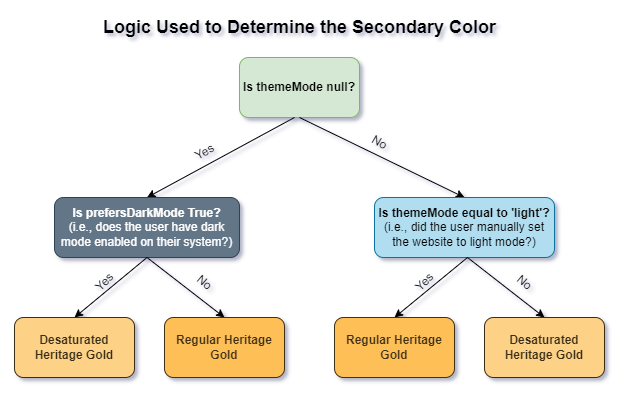 Logic Used to Determine the Secondary Color
Is themeMode null?
Yes
No
Is prefersDarkMode True?
(i.e., does the user have dark
mode enabled on their system?)
Is themeMode equal to 'light'?
(i.e., did the user manually set
the website to light mode?)
Yes
No
Yes
No
Desaturated
Heritage Gold
Regular Heritage
Gold
Regular Heritage
Gold
Desaturated
Heritage Gold